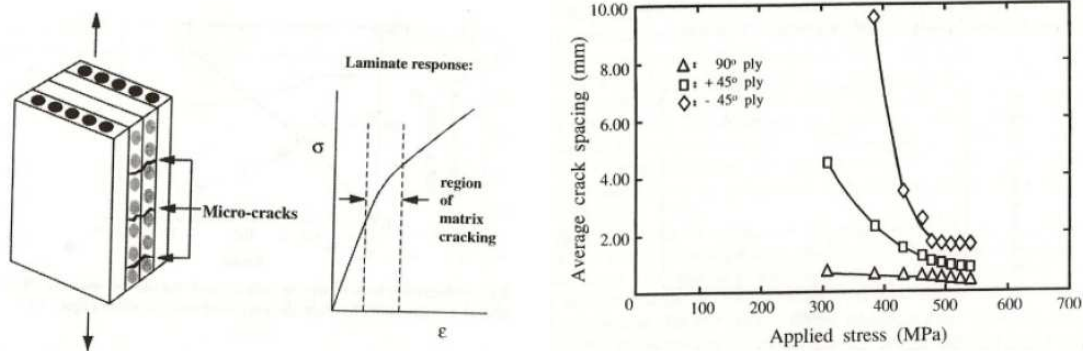 Micro-cracks
Laminate response:
σ
region
of
matrix
cracking
ε
Average crack spacing (mm)
10.00
8.00
6.00
4.00
2.00
0
Δ: 90° ply
□: +45° ply
◇: -45° ply
0 100 200 300 400 500 600 700
Applied stress (MPa)